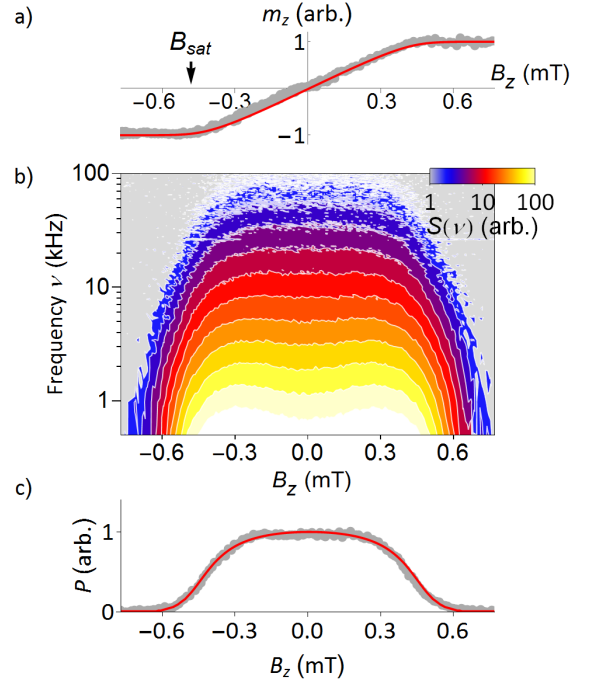 a)
m_z (arb.)
B_sat
1
B_z (mT)
−0.6 −0.3 0.3 0.6
−1
b)
100
1 10 100
S(ν) (arb.)
Frequency ν (kHz)
10
1
−0.6 −0.3 0.0 0.3 0.6
B_z (mT)
c)
P (arb.)
1
0
−0.6 −0.3 0.0 0.3 0.6
B_z (mT)